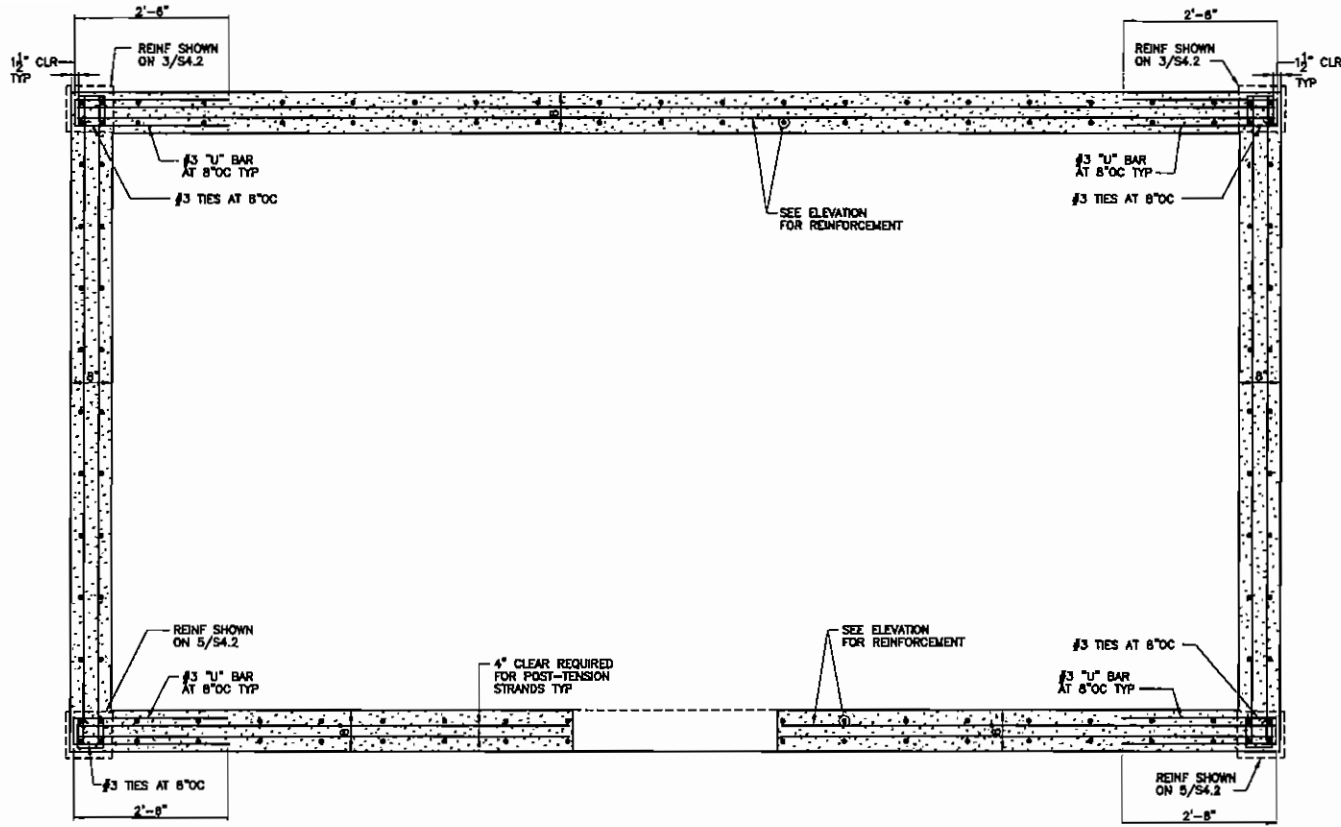 2'-6"
2'-6"
1½" CLR
TYP
REINF SHOWN
ON 3/S4.2
REINF SHOWN
ON 3/S4.2
1½" CLR
TYP
8"
#3 "U" BAR
AT 8"OC TYP
#3 TIES AT 8"OC
SEE ELEVATION
FOR REINFORCEMENT
#3 "U" BAR
AT 8"OC TYP
#3 TIES AT 8"OC
8"
8"
REINF SHOWN
ON 5/S4.2
#3 "U" BAR
AT 8"OC TYP
4" CLEAR REQUIRED
FOR POST-TENSION
STRANDS TYP
SEE ELEVATION
FOR REINFORCEMENT
#3 TIES AT 8"OC
#3 "U" BAR
AT 8"OC TYP
8"
8"
#3 TIES AT 8"OC
REINF SHOWN
ON 5/S4.2
2'-6"
2'-6"